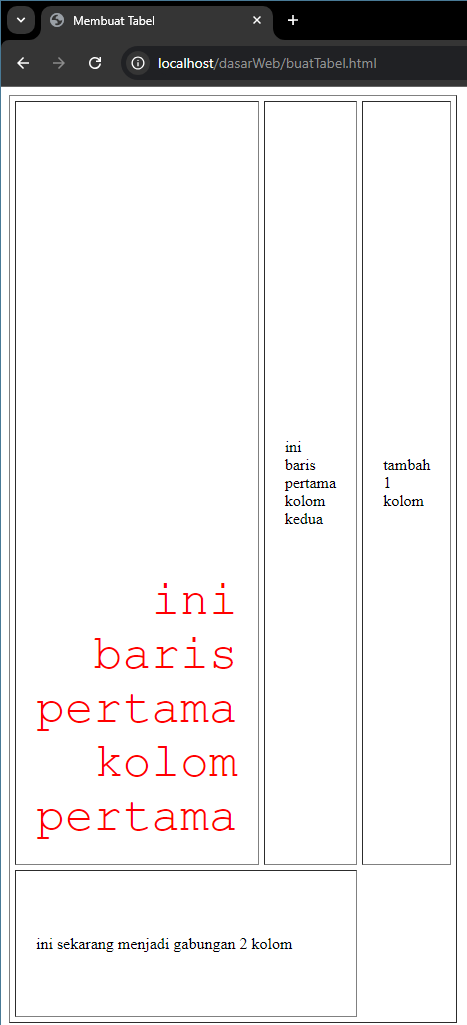 Membuat Tabel
localhost/dasarWeb/buatTabel.html
ini
baris
pertama
kolom
pertama
ini
baris
pertama
kolom
kedua
tambah
1
kolom
ini sekarang menjadi gabungan 2 kolom